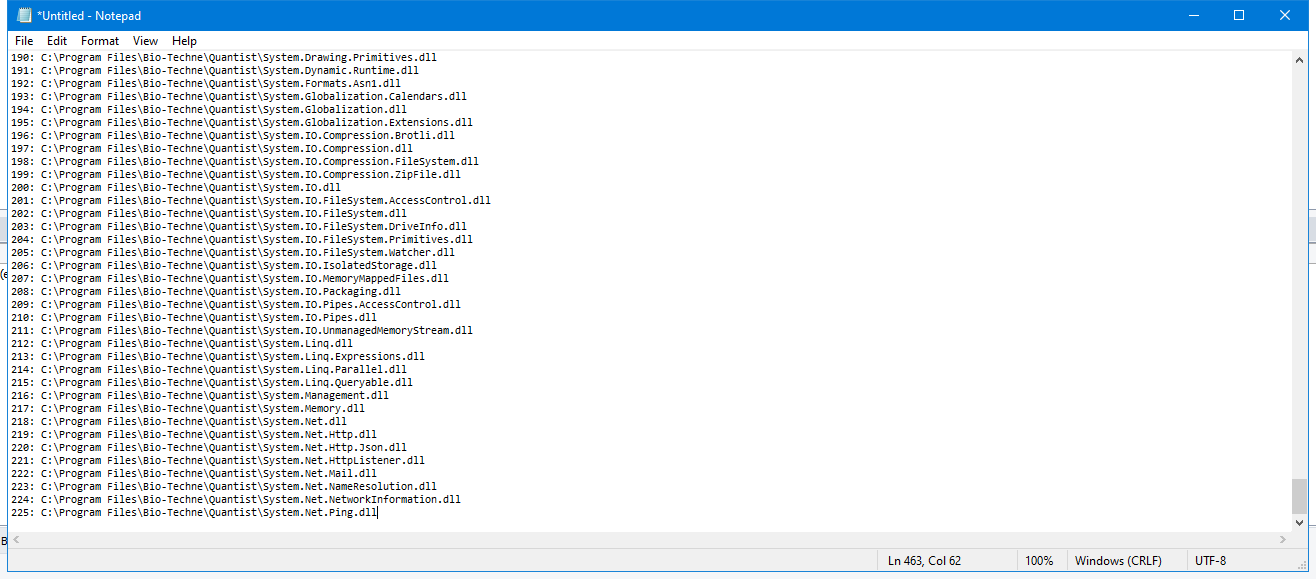 *Untitled - Notepad
File Edit Format View Help
190: C:\Program Files\Bio-Techne\Quantist\System.Drawing.Primitives.dll
191: C:\Program Files\Bio-Techne\Quantist\System.Dynamic.Runtime.dll
192: C:\Program Files\Bio-Techne\Quantist\System.Formats.Asn1.dll
193: C:\Program Files\Bio-Techne\Quantist\System.Globalization.Calendars.dll
194: C:\Program Files\Bio-Techne\Quantist\System.Globalization.dll
195: C:\Program Files\Bio-Techne\Quantist\System.Globalization.Extensions.dll
196: C:\Program Files\Bio-Techne\Quantist\System.IO.Compression.Brotli.dll
197: C:\Program Files\Bio-Techne\Quantist\System.IO.Compression.dll
198: C:\Program Files\Bio-Techne\Quantist\System.IO.Compression.FileSystem.dll
199: C:\Program Files\Bio-Techne\Quantist\System.IO.Compression.ZipFile.dll
200: C:\Program Files\Bio-Techne\Quantist\System.IO.dll
201: C:\Program Files\Bio-Techne\Quantist\System.IO.FileSystem.AccessControl.dll
202: C:\Program Files\Bio-Techne\Quantist\System.IO.FileSystem.dll
203: C:\Program Files\Bio-Techne\Quantist\System.IO.FileSystem.DriveInfo.dll
204: C:\Program Files\Bio-Techne\Quantist\System.IO.FileSystem.Primitives.dll
205: C:\Program Files\Bio-Techne\Quantist\System.IO.FileSystem.Watcher.dll
206: C:\Program Files\Bio-Techne\Quantist\System.IO.IsolatedStorage.dll
207: C:\Program Files\Bio-Techne\Quantist\System.IO.MemoryMappedFiles.dll
208: C:\Program Files\Bio-Techne\Quantist\System.IO.Packaging.dll
209: C:\Program Files\Bio-Techne\Quantist\System.IO.Pipes.AccessControl.dll
210: C:\Program Files\Bio-Techne\Quantist\System.IO.Pipes.dll
211: C:\Program Files\Bio-Techne\Quantist\System.IO.UnmanagedMemoryStream.dll
212: C:\Program Files\Bio-Techne\Quantist\System.Linq.dll
213: C:\Program Files\Bio-Techne\Quantist\System.Linq.Expressions.dll
214: C:\Program Files\Bio-Techne\Quantist\System.Linq.Parallel.dll
215: C:\Program Files\Bio-Techne\Quantist\System.Linq.Queryable.dll
216: C:\Program Files\Bio-Techne\Quantist\System.Management.dll
217: C:\Program Files\Bio-Techne\Quantist\System.Memory.dll
218: C:\Program Files\Bio-Techne\Quantist\System.Net.dll
219: C:\Program Files\Bio-Techne\Quantist\System.Net.Http.dll
220: C:\Program Files\Bio-Techne\Quantist\System.Net.Http.Json.dll
221: C:\Program Files\Bio-Techne\Quantist\System.Net.HttpListener.dll
222: C:\Program Files\Bio-Techne\Quantist\System.Net.Mail.dll
223: C:\Program Files\Bio-Techne\Quantist\System.Net.NameResolution.dll
224: C:\Program Files\Bio-Techne\Quantist\System.Net.NetworkInformation.dll
225: C:\Program Files\Bio-Techne\Quantist\System.Net.Ping.dll
Ln 463, Col 62 100% Windows (CRLF) UTF-8